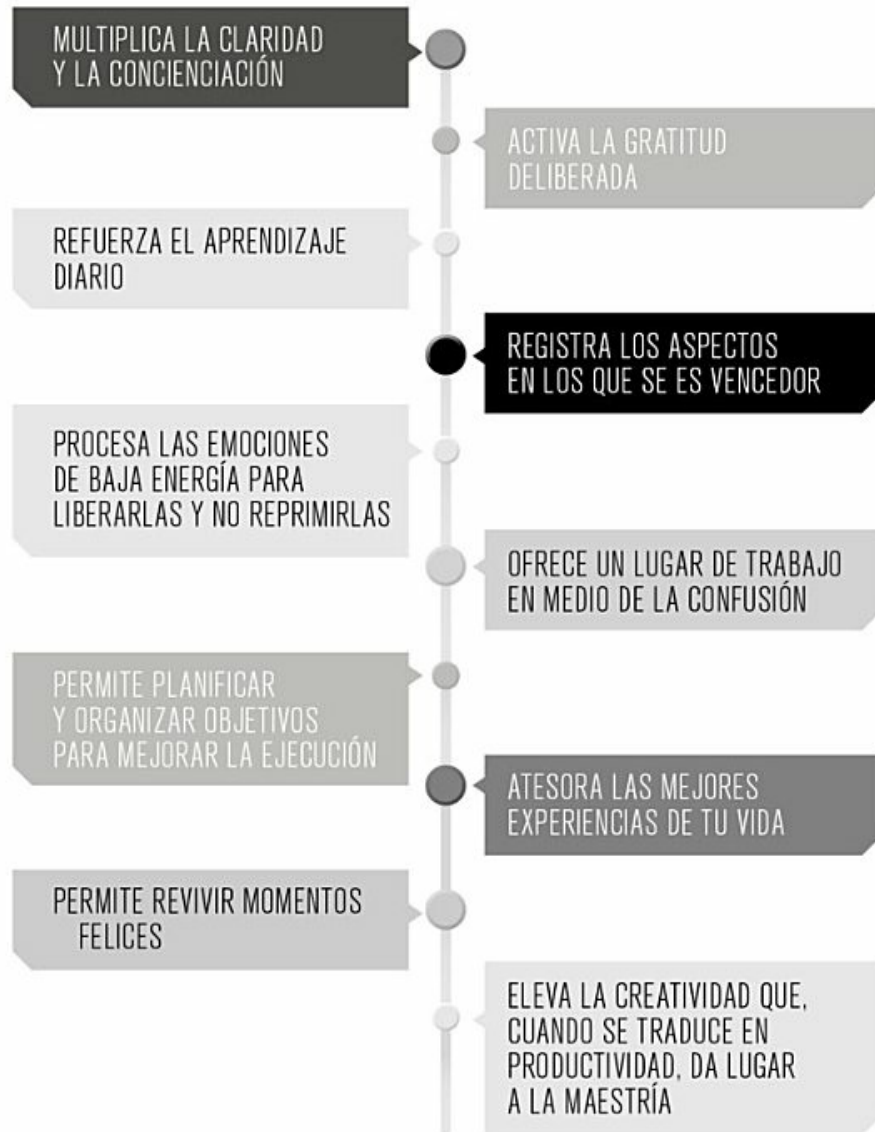 MULTIPLICA LA CLARIDAD
Y LA CONCIENCIACIÓN
ACTIVA LA GRATITUD
DELIBERADA
REFUERZA EL APRENDIZAJE
DIARIO
REGISTRA LOS ASPECTOS
EN LOS QUE SE ES VENCEDOR
PROCESA LAS EMOCIONES
DE BAJA ENERGÍA PARA
LIBERARLAS Y NO REPRIMIRLAS
OFRECE UN LUGAR DE TRABAJO
EN MEDIO DE LA CONFUSIÓN
PERMITE PLANIFICAR
Y ORGANIZAR OBJETIVOS
PARA MEJORAR LA EJECUCIÓN
ATESORA LAS MEJORES
EXPERIENCIAS DE TU VIDA
PERMITE REVIVIR MOMENTOS
FELICES
ELEVA LA CREATIVIDAD QUE,
CUANDO SE TRADUCE EN
PRODUCTIVIDAD, DA LUGAR
A LA MAESTRÍA